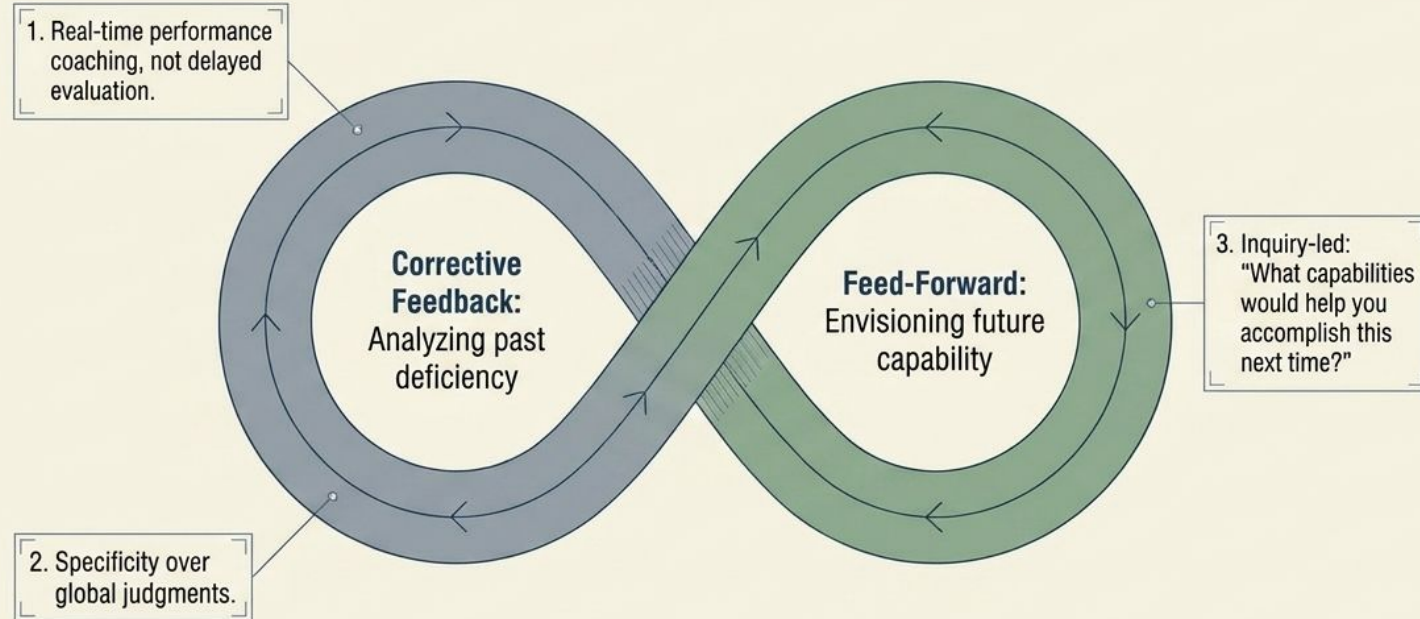 1. Real-time performance
coaching, not delayed
evaluation.
Corrective
Feedback:
Analyzing past
deficiency
Feed-Forward:
Envisioning future
capability
3. Inquiry-led:
"What capabilities
would help you
accomplish this
next time?"
2. Specificity over
global judgments.